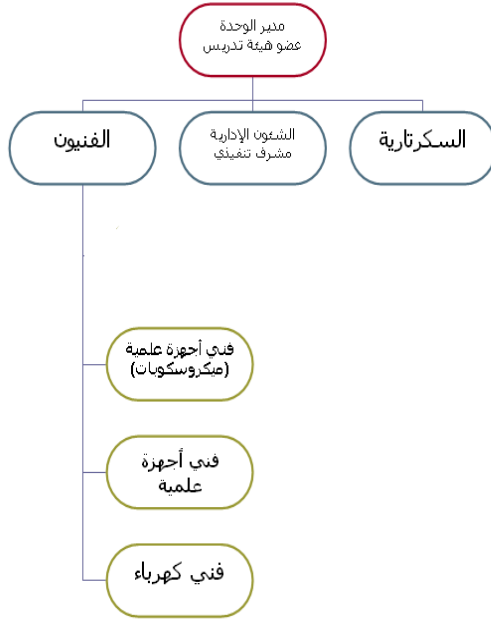 مدير الوحدة
عضو هيئة تدريس
السكرتارية
الشئون الإدارية
مشرف تنفيذي
الفنيون
فني أجهزة علمية
(ميكروسكوبات)
فني أجهزة
علمية
فني كهرباء